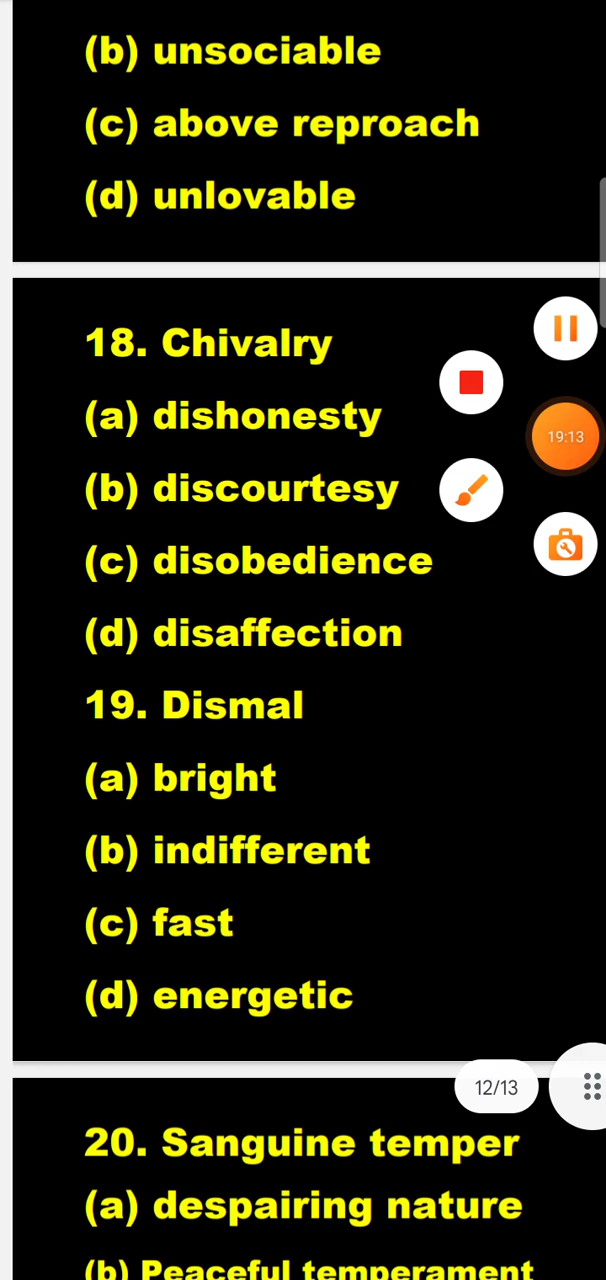 (b) unsociable
(c) above reproach
(d) unlovable
18. Chivalry
(a) dishonesty
(b) discourtesy
19:13
(c) disobedience
(d) disaffection
19. Dismal
(a) bright
(b) indifferent
(c) fast
(d) energetic
12/13
20. Sanguine temper
(a) despairing nature
(b) Peaceful temperament